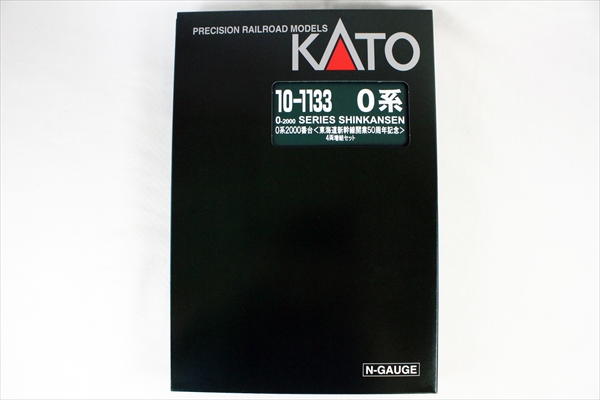 PRECISION RAILROAD MODELS
KATO
10-1133 0系
0-2000 SERIES SHINKANSEN
0系2000番台<東海道新幹線開業50周年記念>
4両増結セット
N-GAUGE